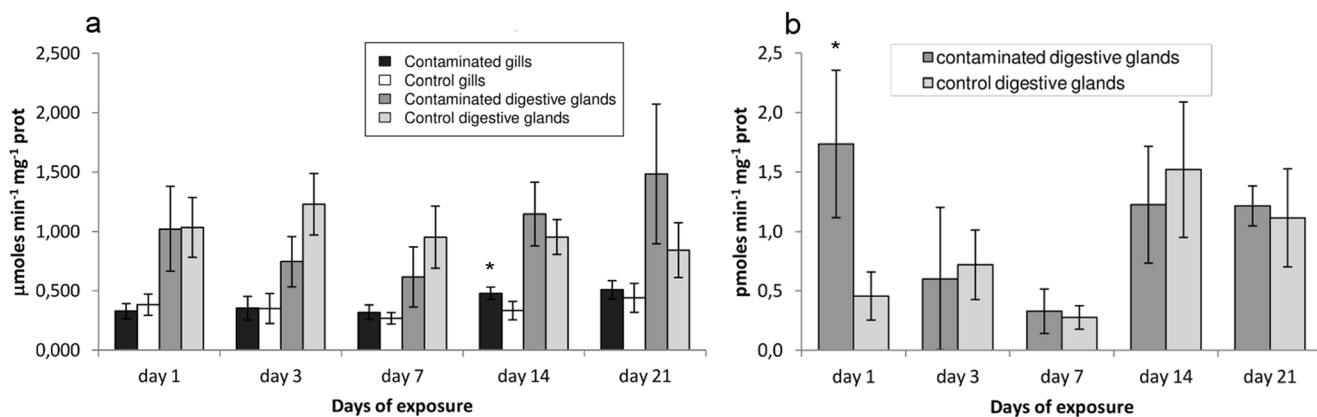 a
2,500
2,000
1,500
1,000
0,500
0,000
µmoles min-1 mg-1 prot
Contaminated gills
Control gills
Contaminated digestive glands
Control digestive glands
*
day 1 day 3 day 7 day 14 day 21
Days of exposure
b
2,5
2,0
1,5
1,0
0,5
0,0
pmoles min-1 mg-1 prot
*
contaminated digestive glands
control digestive glands
day 1 day 3 day 7 day 14 day 21
Days of exposure